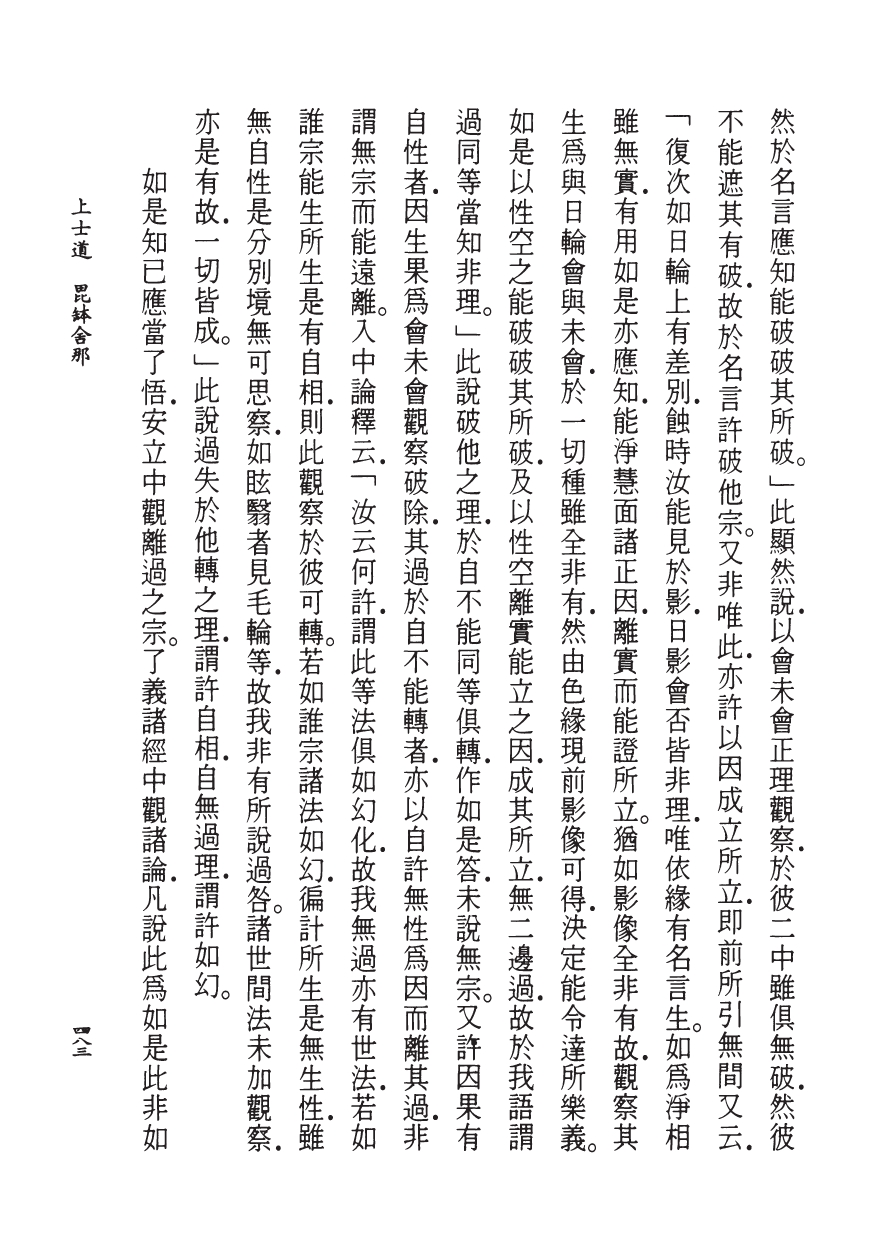 然於名言應知能破破其所破。」此顯然說．以會未會正理觀察．於彼二中雖俱無破．然彼
不能遮其有破．故於名言許破他宗。又非唯此．亦許以因成立所立．即前所引無間又云．
「復次如日輪上有差別．蝕時汝能見於影．日影會否皆非理．唯依緣有名言生。如爲淨相
雖無實．有用如是亦應知．能淨慧面諸正因．離實而能證所立。猶如影像全非有故．觀察其
生爲與日輪會與未會．於一切種雖全非有．然由色緣現前影像可得．決定能令達所樂義。
如是以性空之能破破其所破．及以性空離實能立之因．成其所立．無二邊過．故於我語謂
過同等當知非理。」此說破他之理．於自不能同等俱轉．作如是答．未說無宗。又許因果有
自性者．因生果爲會未會觀察破除．其過於自不能轉者．亦以自許無性爲因而離其過．非
謂無宗而能遠離。入中論釋云．「汝云何許．謂此等法俱如幻化．故我無過亦有世法．若如
誰宗能生所生是有自相．則此觀察於彼可轉。若如誰宗諸法如幻．徧計所生是無生性．雖
無自性是分別境無可思察．如眩翳者見毛輪等．故我非有所說過咎。諸世間法未加觀察．
亦是有故．一切皆成。」此說過失於他轉之理．謂許自相．自無過理．謂許如幻。
如是知已應當了悟．安立中觀離過之宗。了義諸經中觀諸論．凡說此爲如是此非如
上士道　毘鉢舍那
四八三